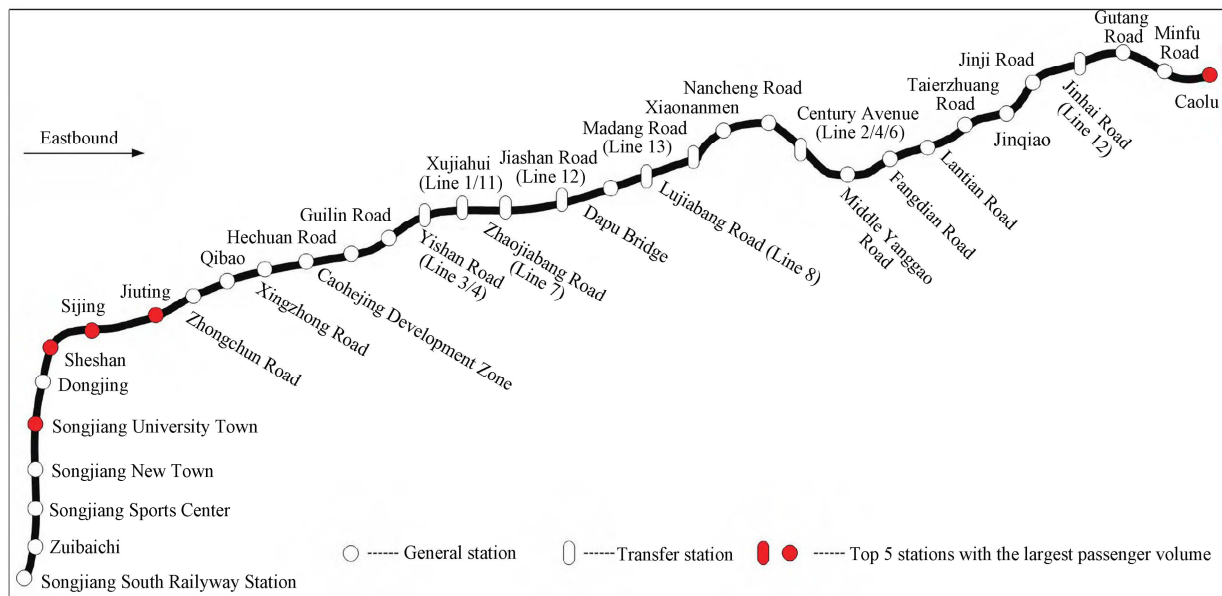 Gutang
Road
Minfu
Road
Jinji Road
Caolu
Nancheng Road
Taierzhuang
Road
Jinhai Road
(Line 12)
Xiaonanmen
Century Avenue
(Line 2/4/6)
Jinqiao
Eastbound
Madang Road
(Line 13)
Lantian Road
Xujiahui
(Line 1/11)
Jiashan Road
(Line 12)
Fangdian Road
Lujiabang Road (Line 8)
Middle Yanggao
Road
Dapu Bridge
Guilin Road
Zhaojiabang Road
(Line 7)
Hechuan Road
Yishan Road
(Line 3/4)
Qibao
Caohejing Development Zone
Jiuting
Xingzhong Road
Sijing
Zhongchun Road
Sheshan
Dongjing
Songjiang University Town
Songjiang New Town
Songjiang Sports Center
Zuibaichi
Songjiang South Railyway Station
General station
Transfer station
Top 5 stations with the largest passenger volume